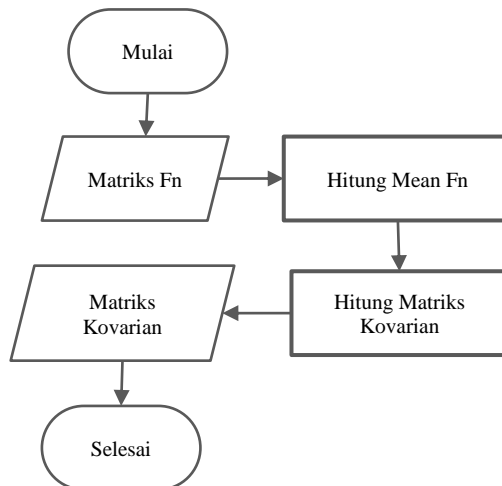 Mulai
Matriks Fn
Hitung Mean Fn
Hitung Matriks
Kovarian
Matriks
Kovarian
Selesai